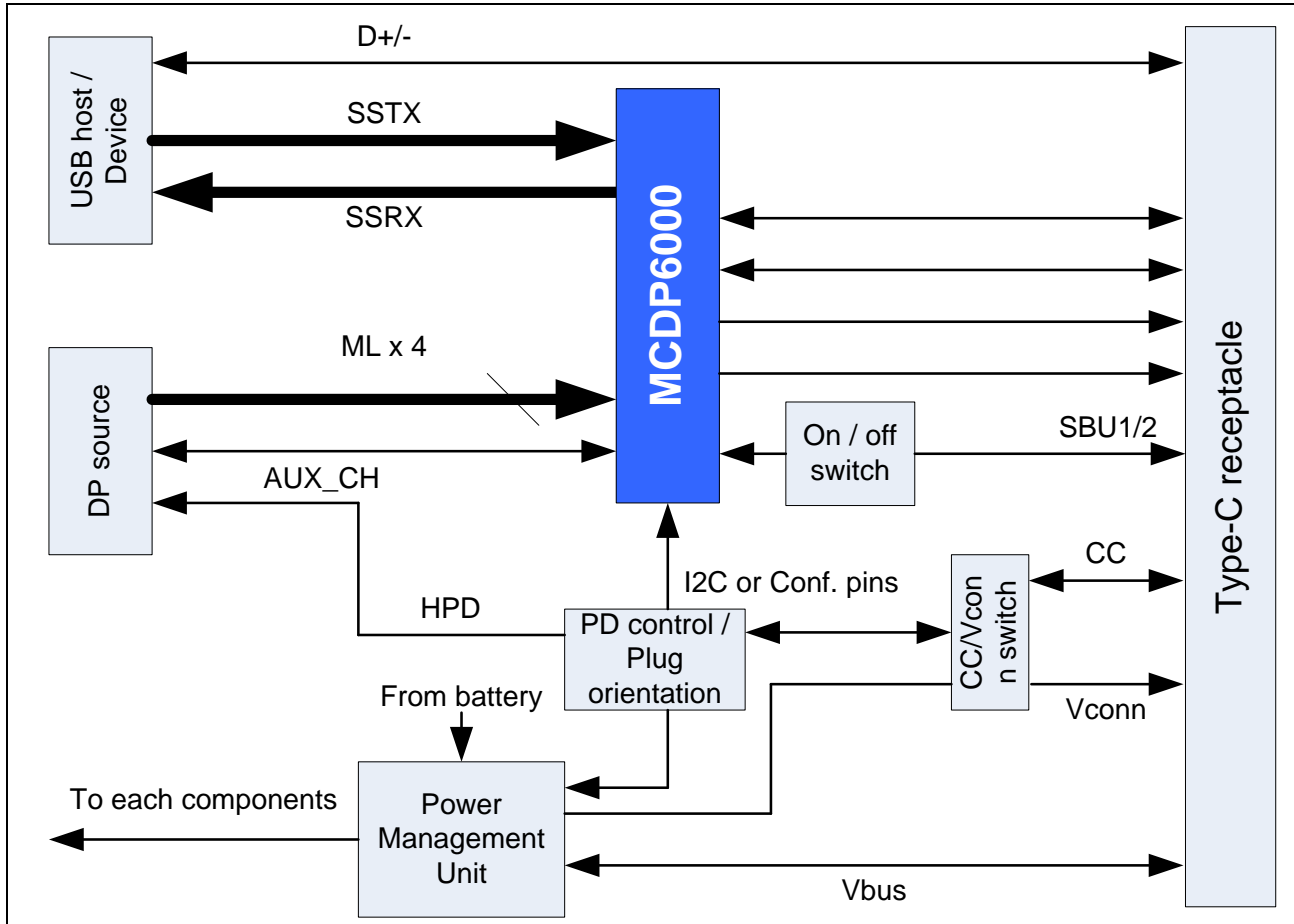 D+/-
USB host /
Device
SSTX
SSRX
MCDP6000
ML x 4
DP source
AUX_CH
On / off
switch
SBU1/2
Type-C receptacle
CC
I2C or Conf. pins
HPD
PD control /
Plug
orientation
CC/Vcon
n switch
Vconn
From battery
To each components
Power
Management
Unit
Vbus